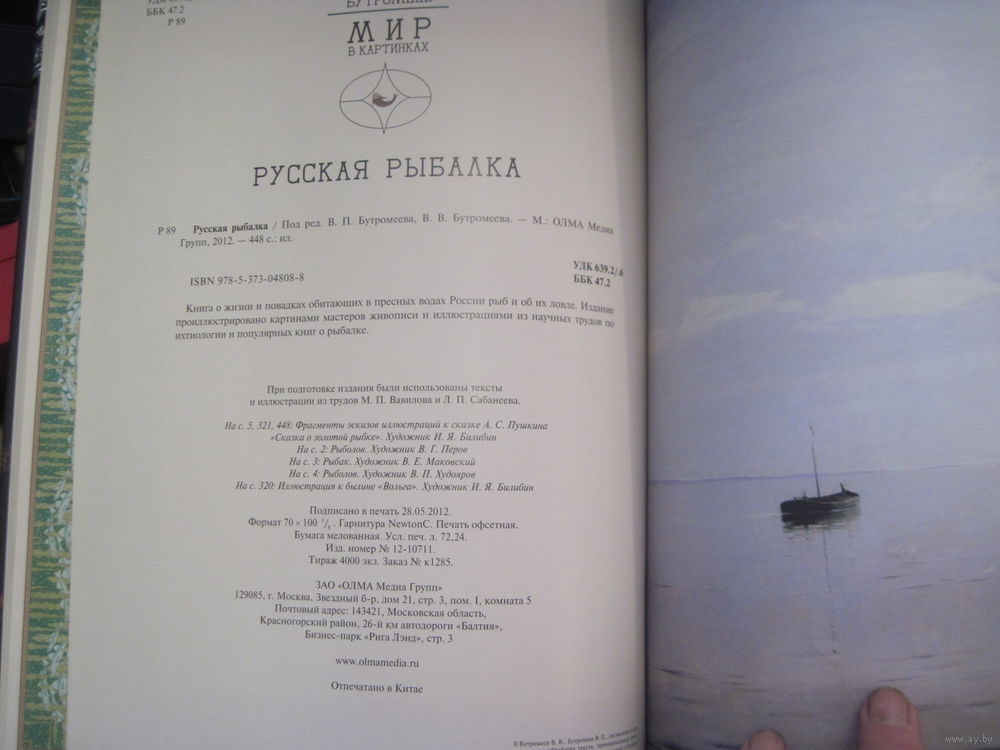 ББК 47.2
Р 89
БУТРОМЕЕВ
МИР
В КАРТИНКАХ
РУССКАЯ РЫБАЛКА
Р 89 Русская рыбалка / Под ред. В. П. Бутромеева, В. В. Бутромеева. — М.: ОЛМА Медиа
Групп, 2012. — 448 с.: ил.
УДК 639.2/.6
ББК 47.2
ISBN 978-5-373-04808-8
Книга о жизни и повадках обитающих в пресных водах России рыб и об их ловле. Издание
проиллюстрировано картинами мастеров живописи и иллюстрациями из научных трудов по
ихтиологии и популярных книг о рыбалке.
При подготовке издания были использованы тексты
и иллюстрации из трудов М. П. Вавилова и Л. П. Сабанеева.
На с. 5, 321, 448: Фрагменты эскизов иллюстраций к сказке А. С. Пушкина
«Сказка о золотой рыбке». Художник И. Я. Билибин
На с. 2: Рыболов. Художник В. Г. Перов
На с. 3: Рыбак. Художник В. Е. Маковский
На с. 4: Рыболов. Художник В. П. Худояров
На с. 320: Иллюстрация к былине «Вольга». Художник И. Я. Билибин
Подписано в печать 28.05.2012.
Формат 70 × 100 1/8. Гарнитура NewtonC. Печать офсетная.
Бумага мелованная. Усл. печ. л. 72,24.
Изд. номер № 12-10711.
Тираж 4000 экз. Заказ № к1285.
ЗАО «ОЛМА Медиа Групп»
129085, г. Москва, Звездный б-р, дом 21, стр. 3, пом. I, комната 5
Почтовый адрес: 143421, Московская область,
Красногорский район, 26-й км автодороги «Балтия»,
Бизнес-парк «Рига Лэнд», стр. 3
www.olmamedia.ru
Отпечатано в Китае
© Бутромеев В. В., Бутромеев В. П.,
www.ay.by